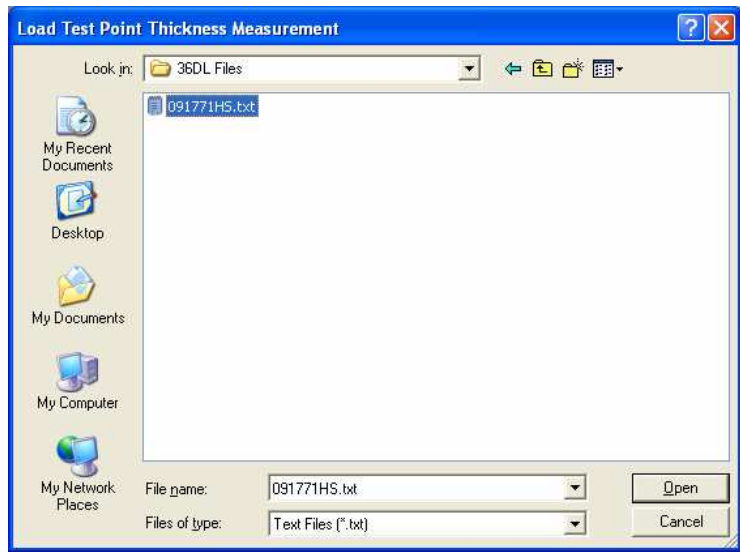 Load Test Point Thickness Measurement
Look in: 36DL Files
091771HS.txt
My Recent
Documents
Desktop
My Documents
My Computer
My Network
Places
File name: 091771HS.txt Open
Files of type: Text Files (*.txt) Cancel